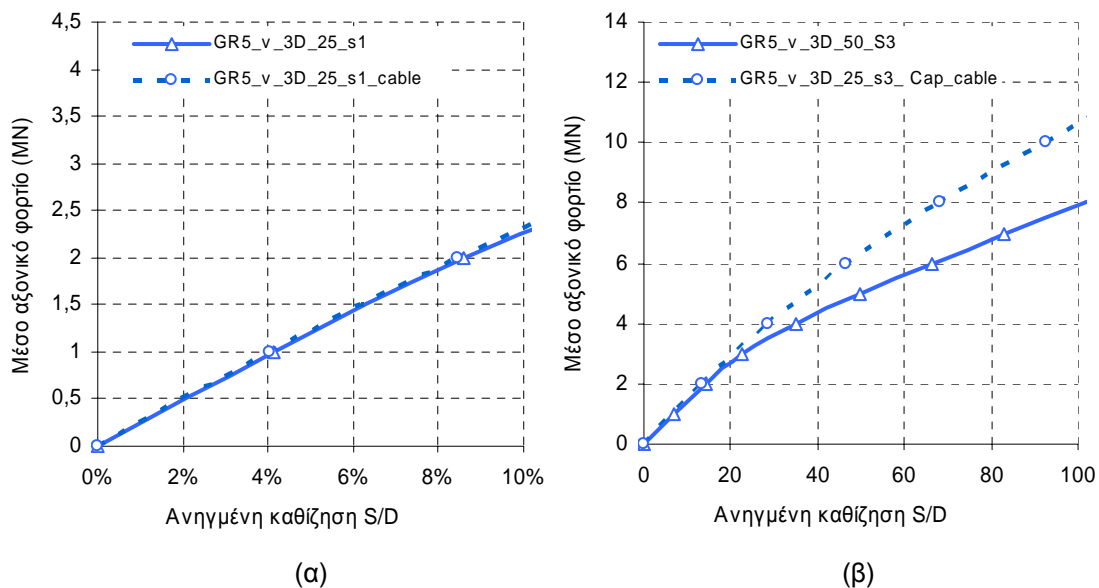 4,5
4
3,5
3
2,5
2
1,5
1
0,5
0
Μέσο αξονικό φορτίο (MN)
GR5_v_3D_25_s1
GR5_v_3D_25_s1_cable
0% 2% 4% 6% 8% 10%
Ανηγμένη καθίζηση S/D
(α)
14
12
10
8
6
4
2
0
Μέσο αξονικό φορτίο (MN)
GR5_v_3D_50_S3
GR5_v_3D_25_s3_ Cap_cable
0 20 40 60 80 100
Ανηγμένη καθίζηση S/D
(β)